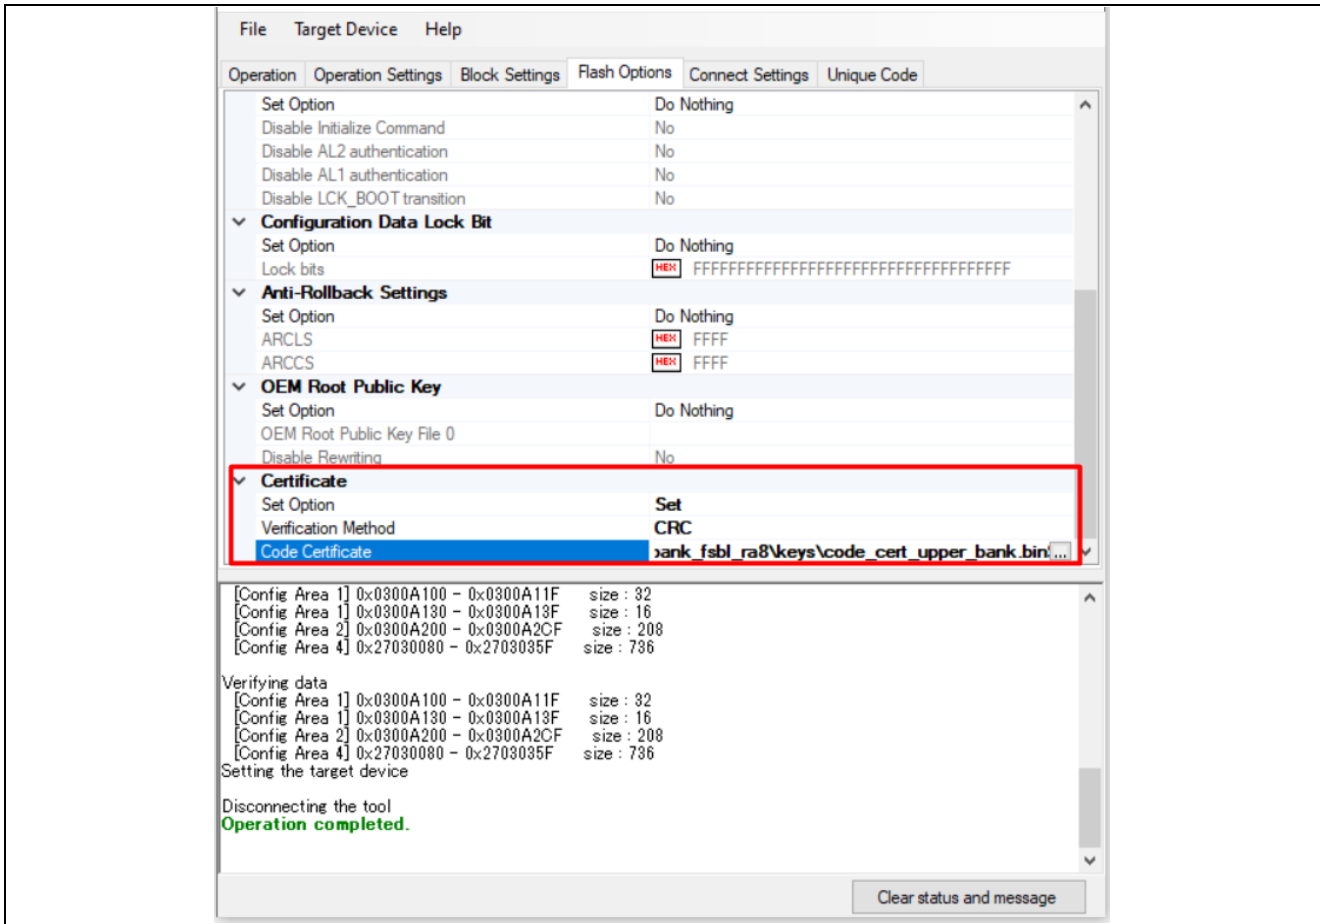 File Target Device Help
Operation Operation Settings Block Settings Flash Options Connect Settings Unique Code
Set Option Do Nothing
Disable Initialize Command No
Disable AL2 authentication No
Disable AL1 authentication No
Disable LCK_BOOT transition No
Configuration Data Lock Bit
Set Option Do Nothing
Lock bits HEX FFFFFFFFFFFFFFFFFFFFFFFFFFFFFFFFFFFF
Anti-Rollback Settings
Set Option Do Nothing
ARCLS HEX FFFF
ARCCS HEX FFFF
OEM Root Public Key
Set Option Do Nothing
OEM Root Public Key File 0
Disable Rewriting No
Certificate
Set Option Set
Verification Method CRC
Code Certificate bank_fsbl_ra8\keys\code_cert_upper_bank.bin ...
[Config Area 1] 0x0300A100 - 0x0300A11F size : 32
[Config Area 1] 0x0300A130 - 0x0300A13F size : 16
[Config Area 2] 0x0300A200 - 0x0300A2CF size : 208
[Config Area 4] 0x27030080 - 0x2703035F size : 736
Verifying data
[Config Area 1] 0x0300A100 - 0x0300A11F size : 32
[Config Area 1] 0x0300A130 - 0x0300A13F size : 16
[Config Area 2] 0x0300A200 - 0x0300A2CF size : 208
[Config Area 4] 0x27030080 - 0x2703035F size : 736
Setting the target device
Disconnecting the tool
Operation completed.
Clear status and message